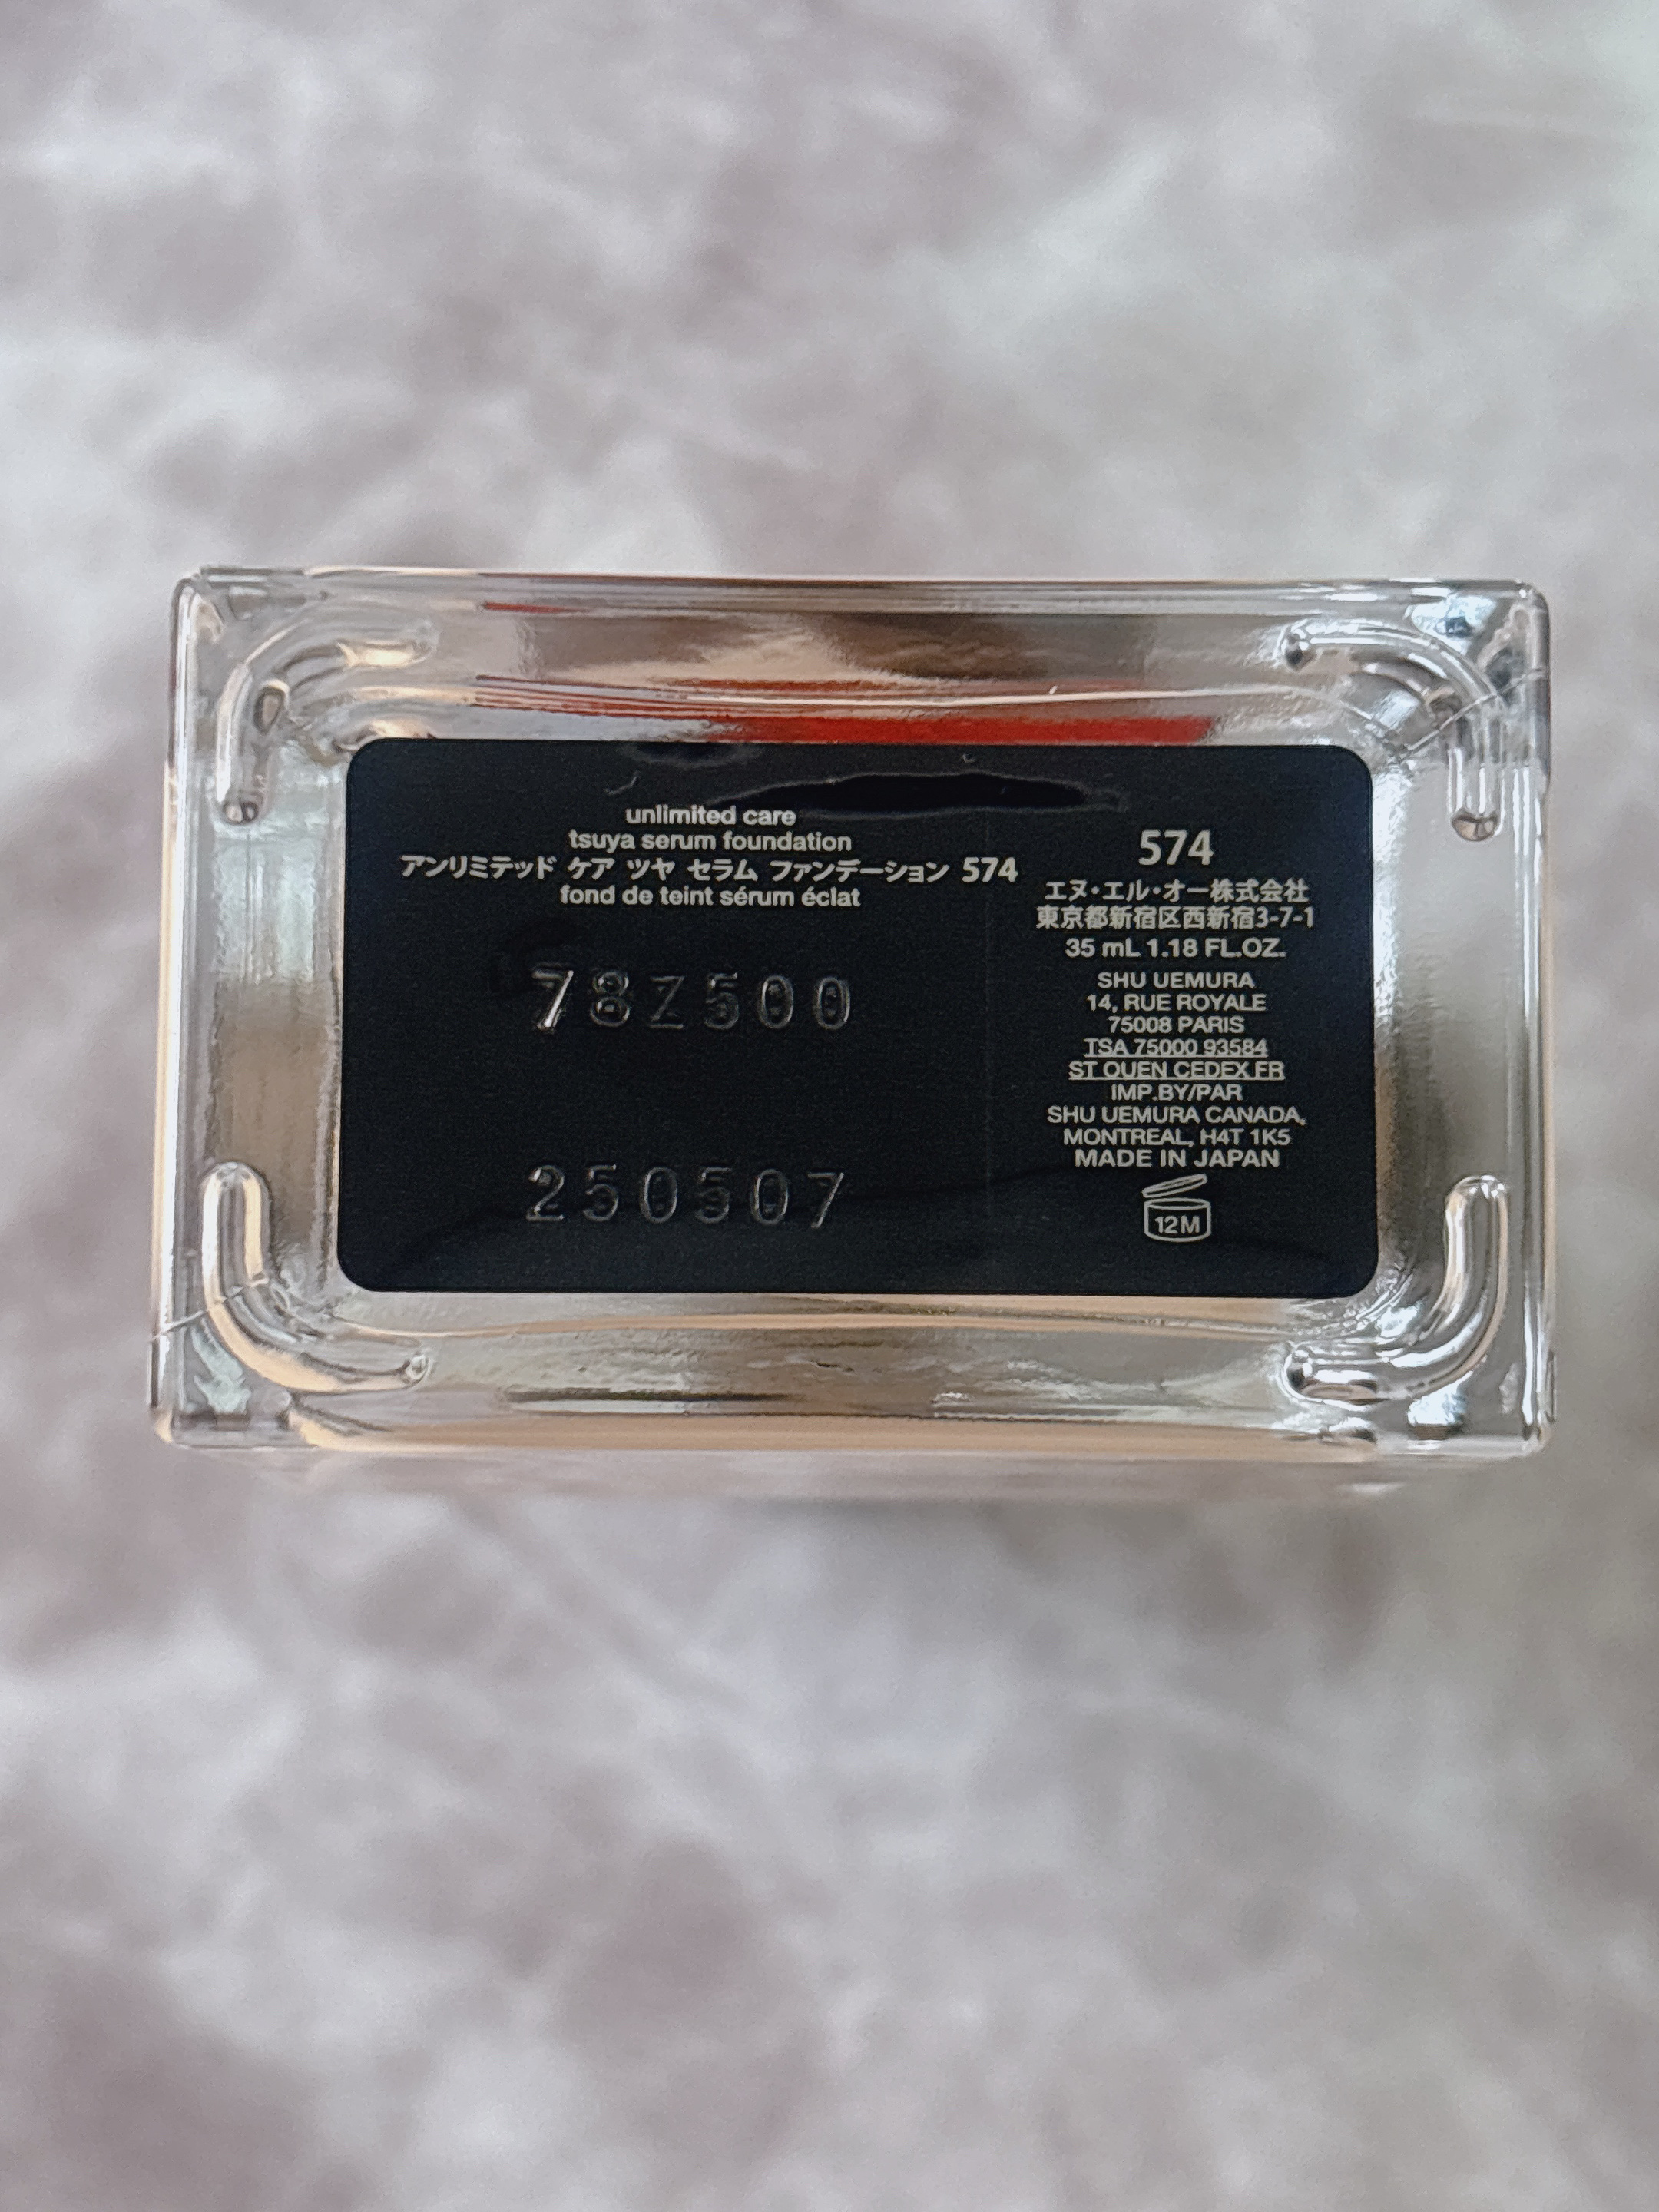 unlimited care
tsuya serum foundation
アンリミテッド ケア ツヤ セラム ファンデーション 574
fond de teint sérum éclat
78Z500
250507
574
エヌ・エル・オー株式会社
東京都新宿区西新宿3-7-1
35 mL 1.18 FL.OZ.
SHU UEMURA
14, RUE ROYALE
75008 PARIS
TSA 75000 93584
ST OUEN CEDEX FR
IMP.BY/PAR
SHU UEMURA CANADA,
MONTREAL, H4T 1K5
MADE IN JAPAN
12M